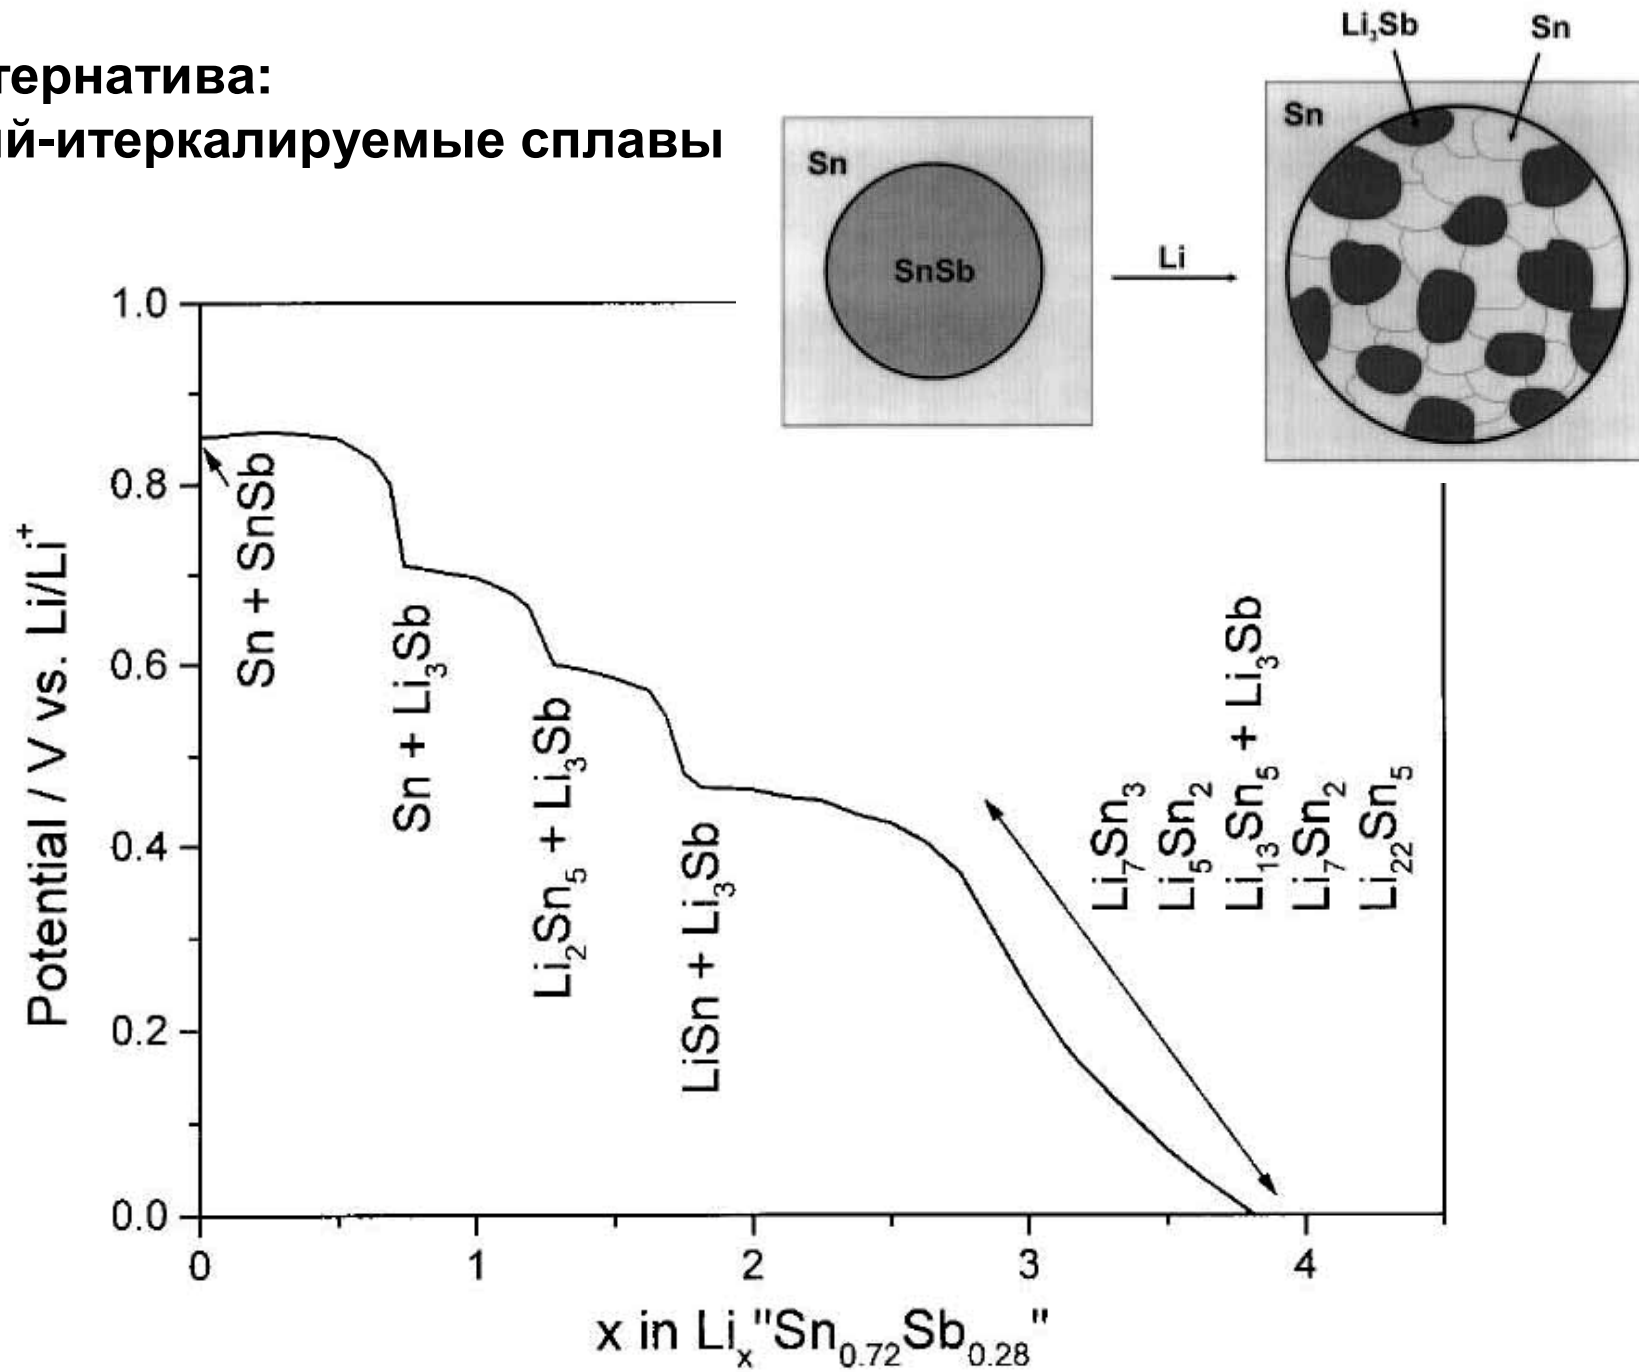 тернатива:
ий-итеркалируемые сплавы
Sn
SnSb
Li
Li₃Sb
Sn
Sn
Potential / V vs. Li/Li⁺
1.0
0.8
0.6
0.4
0.2
0.0
Sn + SnSb
Sn + Li₃Sb
Li₂Sn₅ + Li₃Sb
LiSn + Li₃Sb
Li₇Sn₃
Li₅Sn₂
Li₁₃Sn₅ + Li₃Sb
Li₇Sn₂
Li₂₂Sn₅
0 1 2 3 4
x in Liₓ"Sn₀.₇₂Sb₀.₂₈"